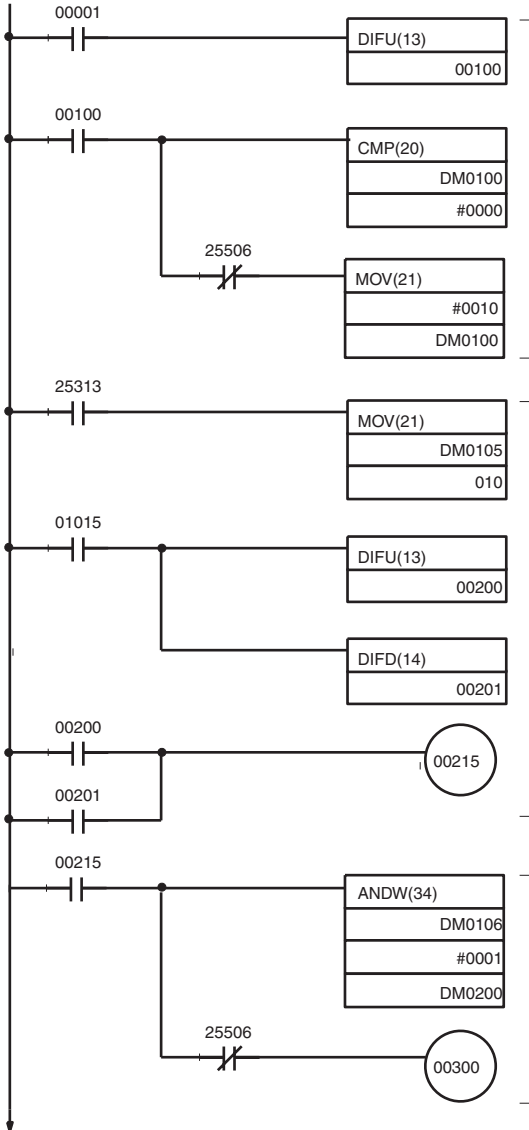 00001
DIFU(13)
00100
00100
CMP(20)
DM0100
#0000
25506
MOV(21)
#0010
DM0100
25313
MOV(21)
DM0105
010
01015
DIFU(13)
00200
DIFD(14)
00201
00200
00215
00201
00215
ANDW(34)
DM0106
#0001
DM0200
25506
00300